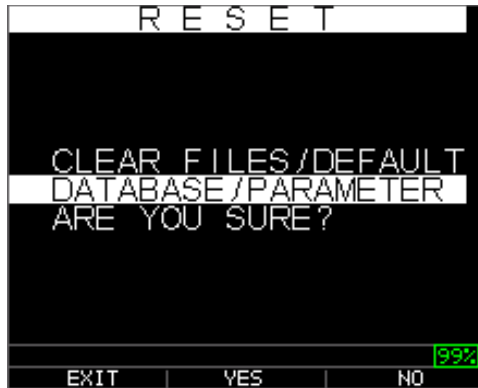 RESET
CLEAR FILES/DEFAULT
DATABASE/PARAMETER
ARE YOU SURE?
99%
EXIT | YES | NO